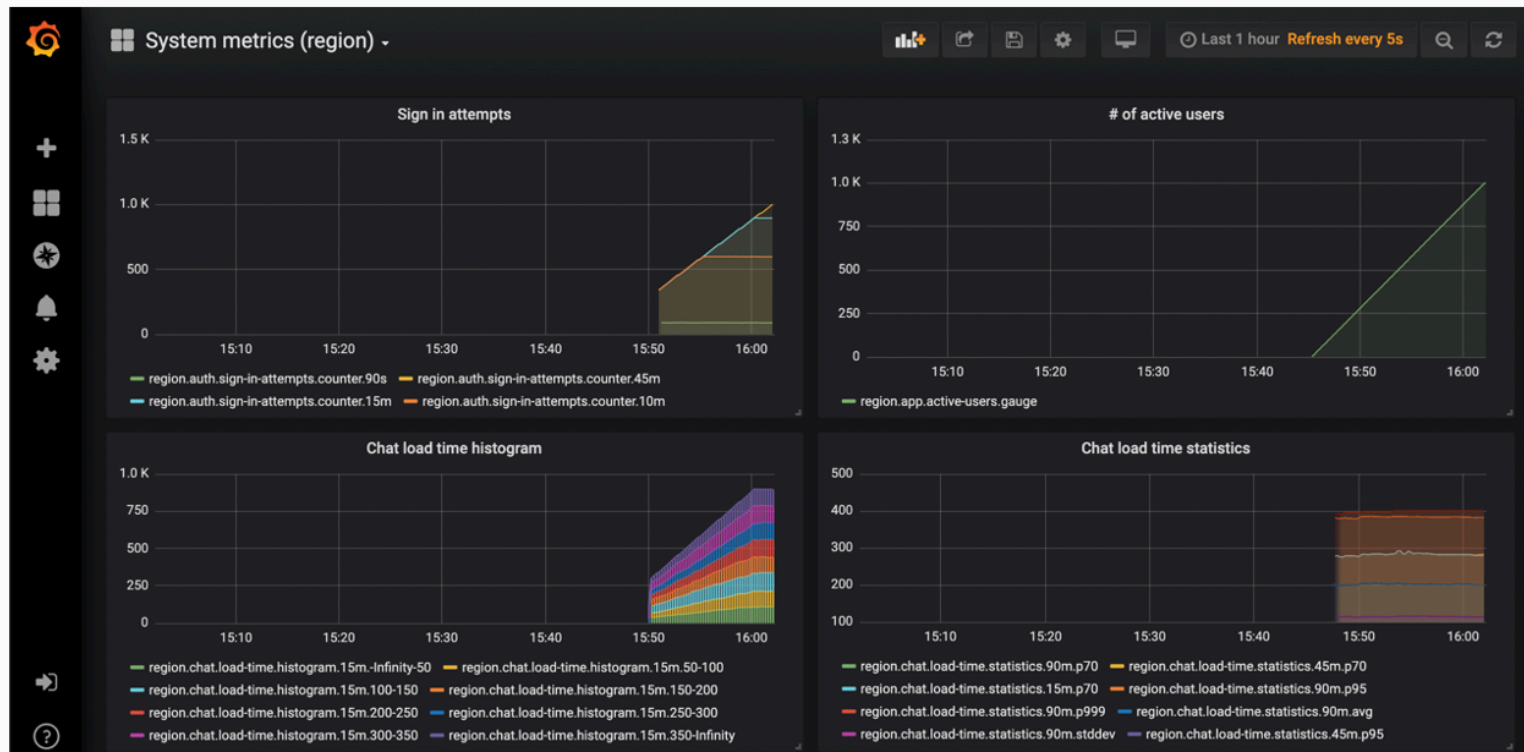 System metrics (region)
Last 1 hour Refresh every 5s
Sign in attempts
1.5 K
1.0 K
500
0
15:10 15:20 15:30 15:40 15:50 16:00
region.auth.sign-in-attempts.counter.90s region.auth.sign-in-attempts.counter.45m
region.auth.sign-in-attempts.counter.15m region.auth.sign-in-attempts.counter.10m
# of active users
1.3 K
1.0 K
750
500
250
0
15:10 15:20 15:30 15:40 15:50 16:00
region.app.active-users.gauge
Chat load time histogram
1.0 K
750
500
250
0
15:10 15:20 15:30 15:40 15:50 16:00
region.chat.load-time.histogram.15m.-Infinity-50 region.chat.load-time.histogram.15m.50-100
region.chat.load-time.histogram.15m.100-150 region.chat.load-time.histogram.15m.150-200
region.chat.load-time.histogram.15m.200-250 region.chat.load-time.histogram.15m.250-300
region.chat.load-time.histogram.15m.300-350 region.chat.load-time.histogram.15m.350-Infinity
Chat load time statistics
500
400
300
200
100
15:10 15:20 15:30 15:40 15:50 16:00
region.chat.load-time.statistics.90m.p70 region.chat.load-time.statistics.45m.p70
region.chat.load-time.statistics.15m.p70 region.chat.load-time.statistics.90m.p95
region.chat.load-time.statistics.90m.p999 region.chat.load-time.statistics.90m.avg
region.chat.load-time.statistics.90m.stddev region.chat.load-time.statistics.45m.p95